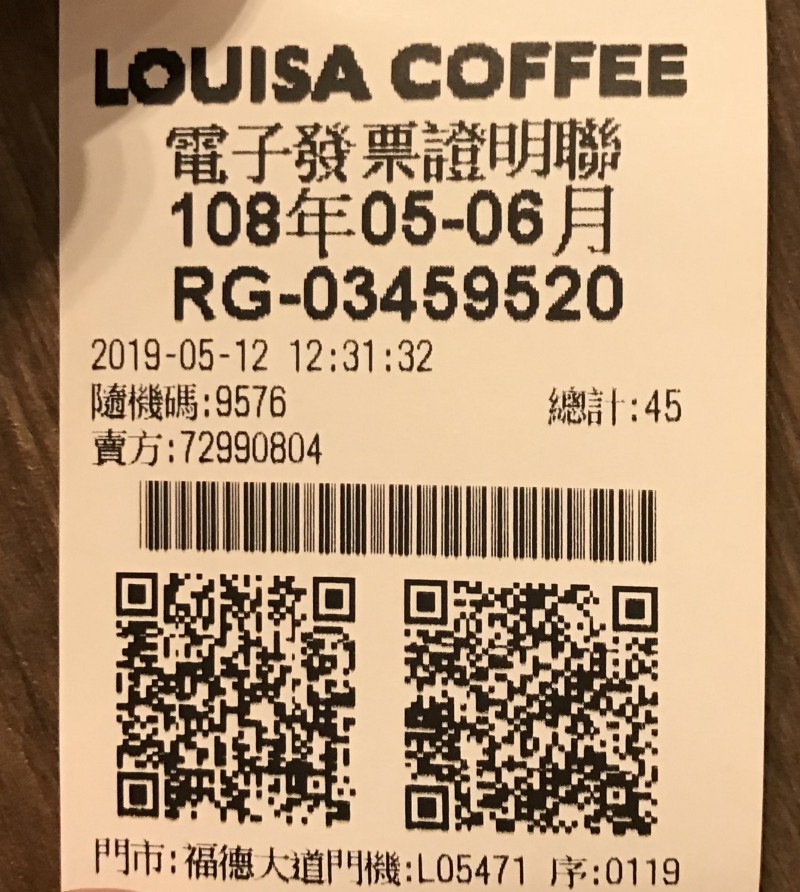 LOUISA COFFEE
電子發票證明聯
108年05-06月
RG-03459520
2019-05-12 12:31:32
隨機碼:9576 總計:45
賣方:72990804
門市:福德大道門機:L05471 序:0119